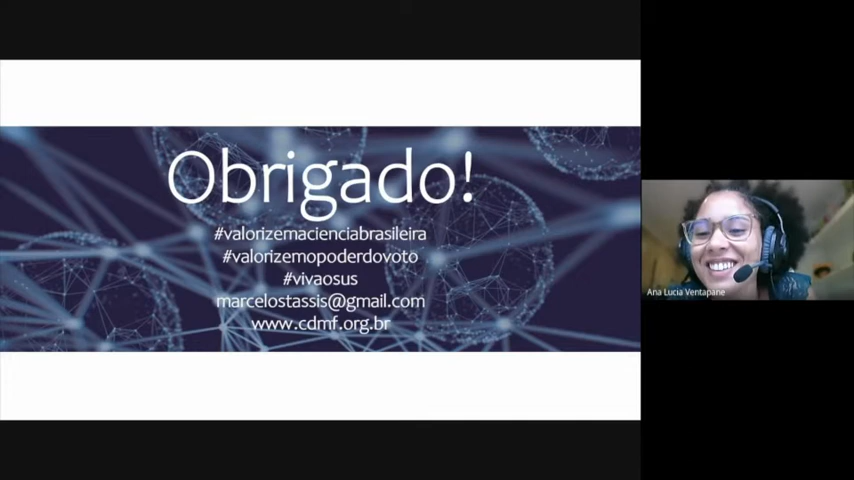 Obrigado!
#valorizemacienciabrasileira
#valorizemopoderdovoto
#vivaosus
marcelostassis@gmail.com
www.cdmf.org.br
Ana Lucia Ventapane